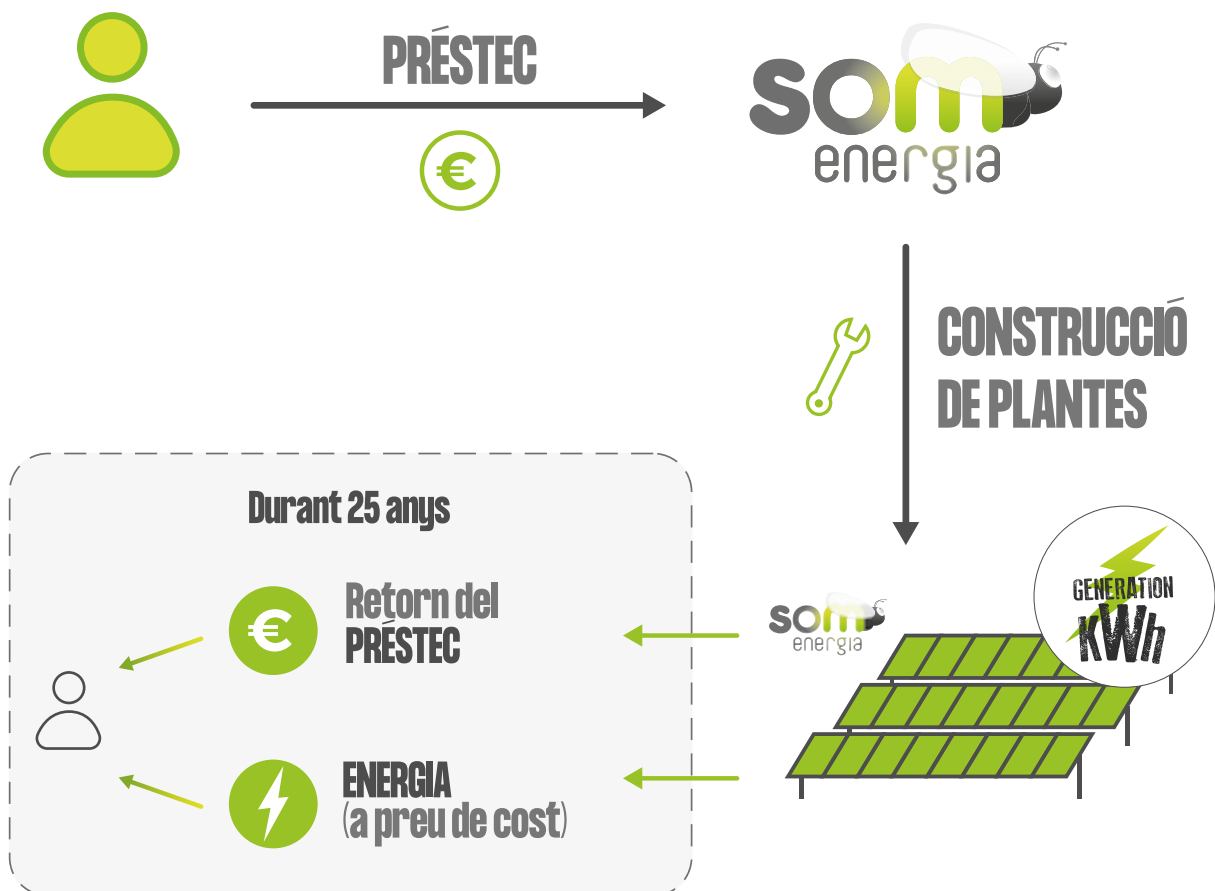 PRÉSTEC
€
som
energia
CONSTRUCCIÓ
DE PLANTES
Durant 25 anys
€
Retorn del
PRÉSTEC
ENERGIA
(a preu de cost)
som
energia
GENERATION
kWh